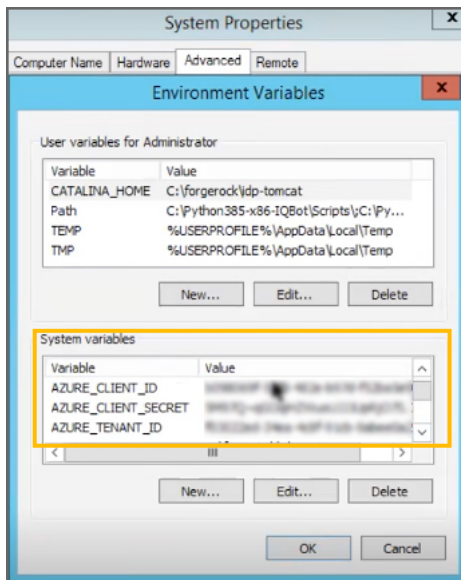 System Properties
x
Computer Name Hardware Advanced Remote
Environment Variables
x
User variables for Administrator
Variable Value
CATALINA_HOME C:\forgerock\idp-tomcat
Path C:\Python385-x86-IQBot\Scripts\;C:\Py...
TEMP %USERPROFILE%\AppData\Local\Temp
TMP %USERPROFILE%\AppData\Local\Temp
New... Edit... Delete
System variables
Variable Value
AZURE_CLIENT_ID
AZURE_CLIENT_SECRET
AZURE_TENANT_ID
New... Edit... Delete
OK Cancel